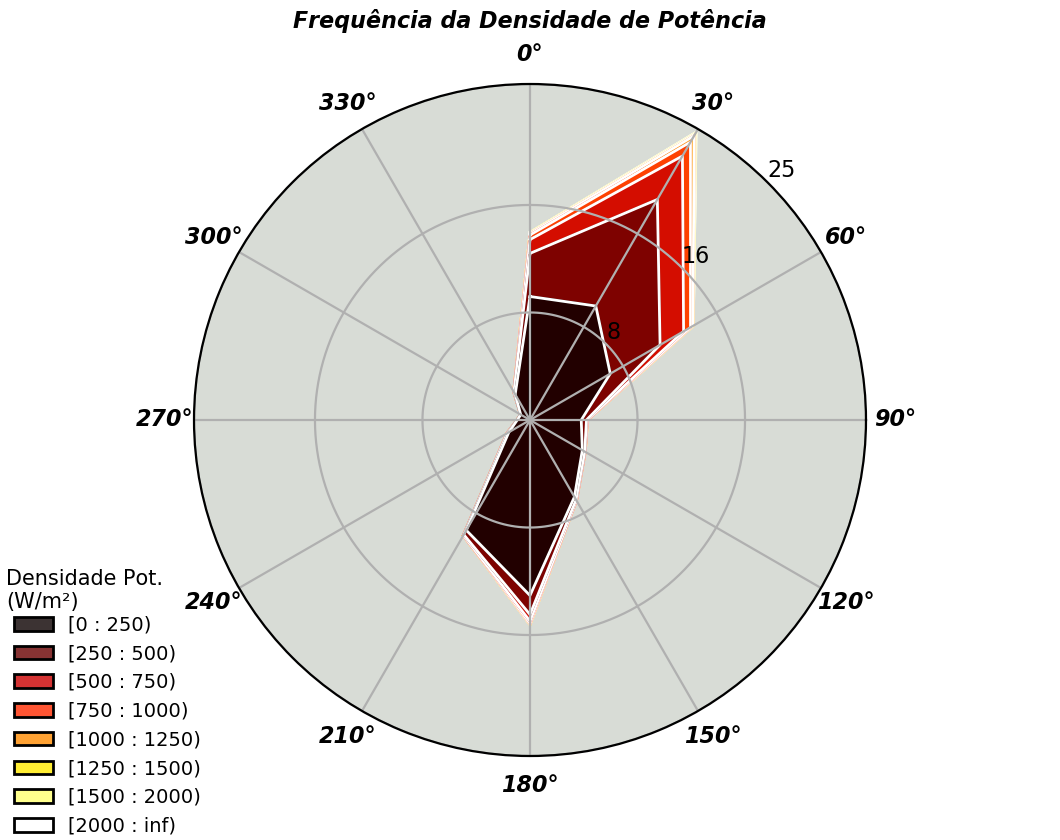 Frequência da Densidade de Potência
0°
330°
30°
25
300°
60°
16
8
270°
90°
240°
120°
210°
150°
180°
Densidade Pot.
(W/m²)
[0 : 250)
[250 : 500)
[500 : 750)
[750 : 1000)
[1000 : 1250)
[1250 : 1500)
[1500 : 2000)
[2000 : inf)